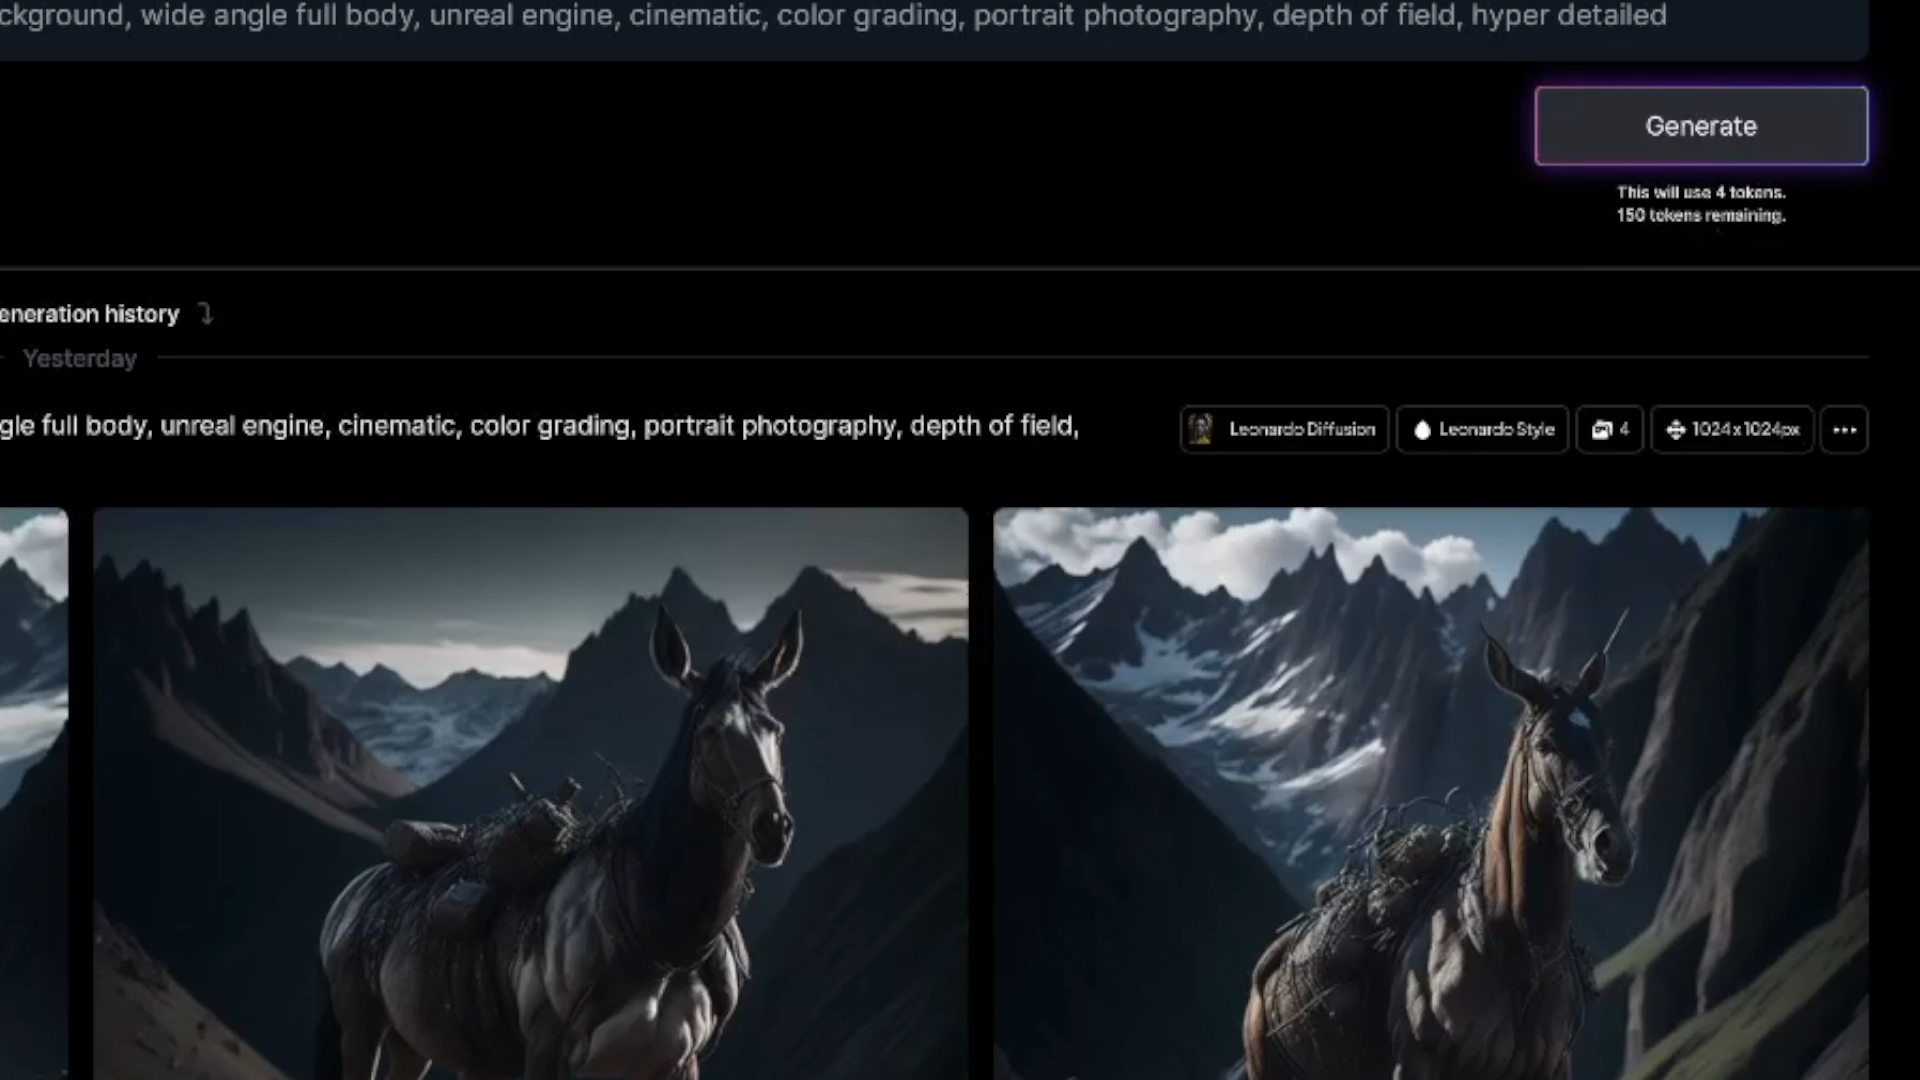 ckground, wide angle full body, unreal engine, cinematic, color grading, portrait photography, depth of field, hyper detailed
Generate
This will use 4 tokens.
150 tokens remaining.
eneration history
Yesterday
gle full body, unreal engine, cinematic, color grading, portrait photography, depth of field,
Leonardo Diffusion
Leonardo Style
4
1024x1024px